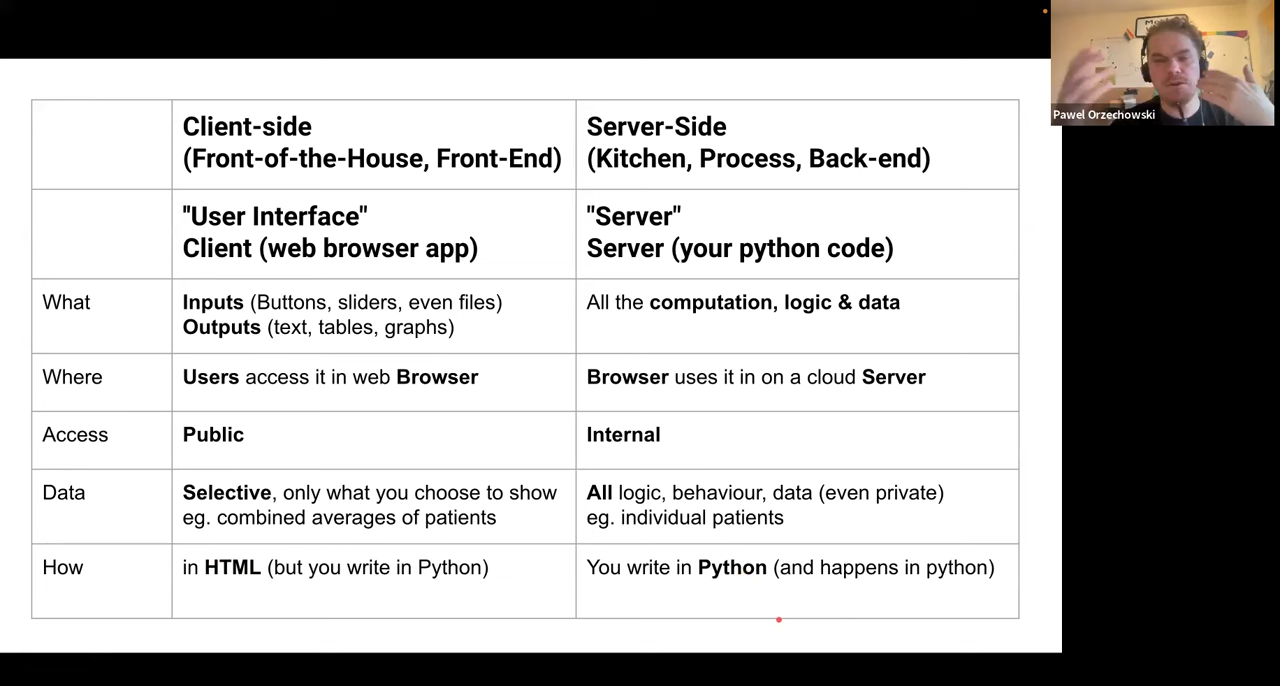 Pawel Orzechowski
Client-side
(Front-of-the-House, Front-End)
Server-Side
(Kitchen, Process, Back-end)
"User Interface"
Client (web browser app)
"Server"
Server (your python code)
What
Inputs (Buttons, sliders, even files)
Outputs (text, tables, graphs)
All the computation, logic & data
Where
Users access it in web Browser
Browser uses it in on a cloud Server
Access
Public
Internal
Data
Selective, only what you choose to show
eg. combined averages of patients
All logic, behaviour, data (even private)
eg. individual patients
How
in HTML (but you write in Python)
You write in Python (and happens in python)